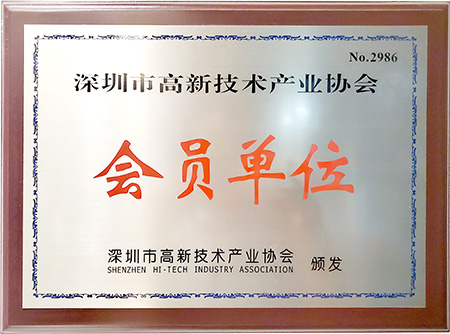 No.2986
深圳市高新技术产业协会
会员单位
深圳市高新技术产业协会 颁发
SHENZHEN HI-TECH INDUSTRY ASSOCIATION